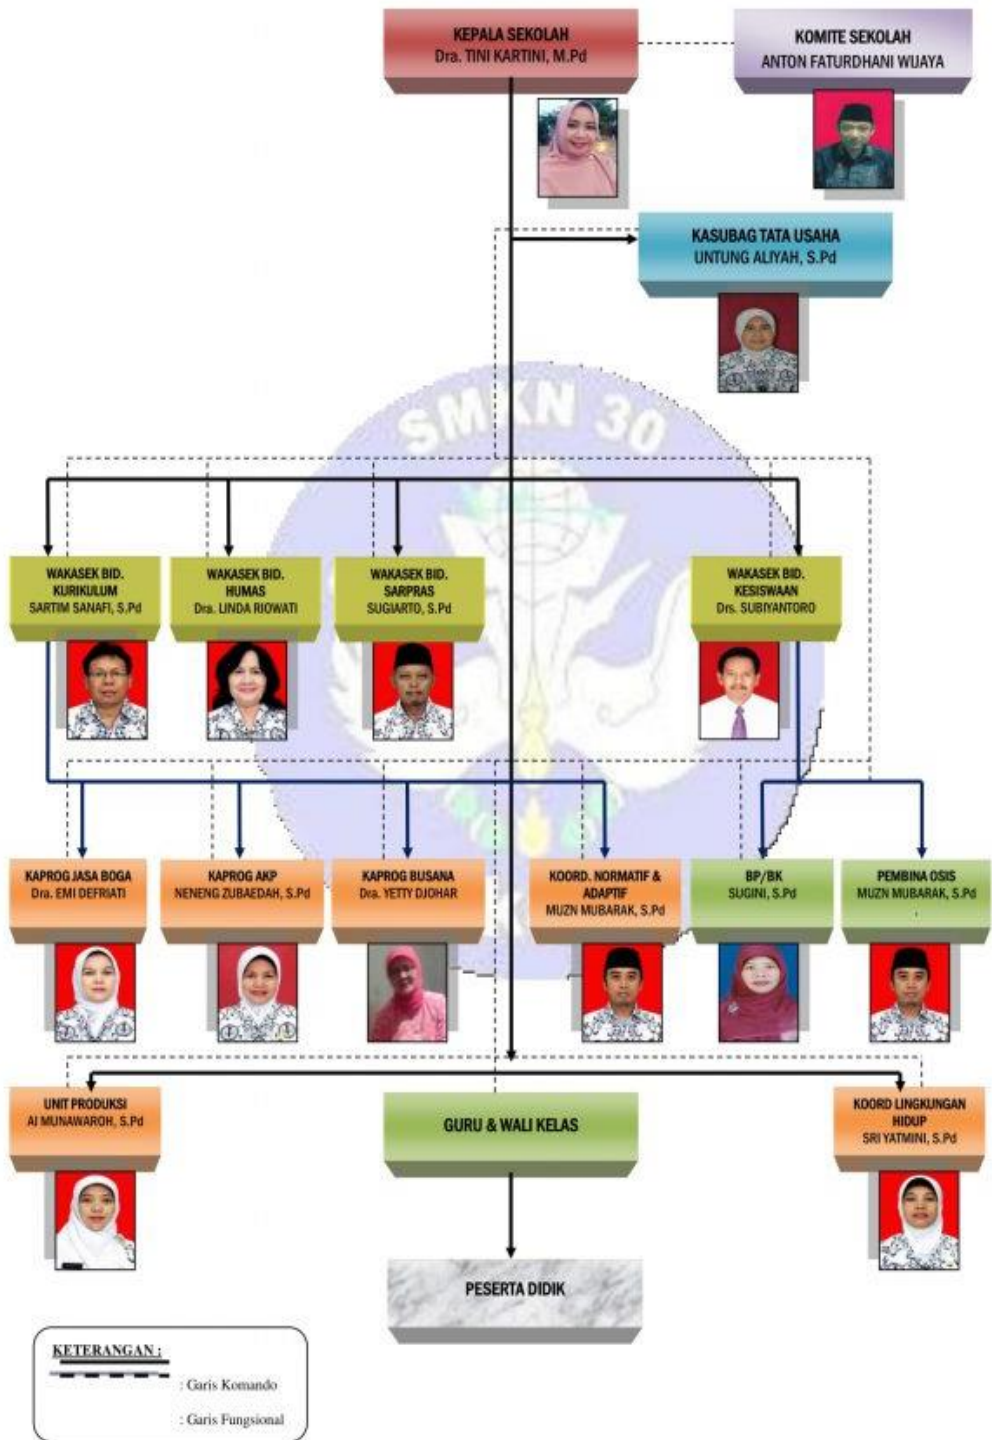 KEPALA SEKOLAH
Dra. TINI KARTINI, M.Pd
KOMITE SEKOLAH
ANTON FATURDHANI WIJAYA
KASUBAG TATA USAHA
UNTUNG ALIYAH, S.Pd
SMKN 30
WAKASEK BID.
KURIKULUM
SARTIM SANAFI, S.Pd
WAKASEK BID.
HUMAS
Dra. LINDA RIOWATI
WAKASEK BID.
SARPRAS
SUGIARTO, S.Pd
WAKASEK BID.
KESISWAAN
Drs. SUBIYANTORO
KAPROG JASA BOGA
Dra. EMI DEFRIATI
KAPROG AKP
NENENG ZUBAEDAH, S.Pd
KAPROG BUSANA
Dra. YETTY DJOHAR
KOORD. NORMATIF &
ADAPTIF
MUZN MUBARAK, S.Pd
BP/BK
SUGINI, S.Pd
PEMBINA OSIS
MUZN MUBARAK, S.Pd
.
UNIT PRODUKSI
AI MUNAWAROH, S.Pd
GURU & WALI KELAS
KOORD LINGKUNGAN
HIDUP
SRI YATMINI, S.Pd
PESERTA DIDIK
KETERANGAN :
: Garis Komando
: Garis Fungsional